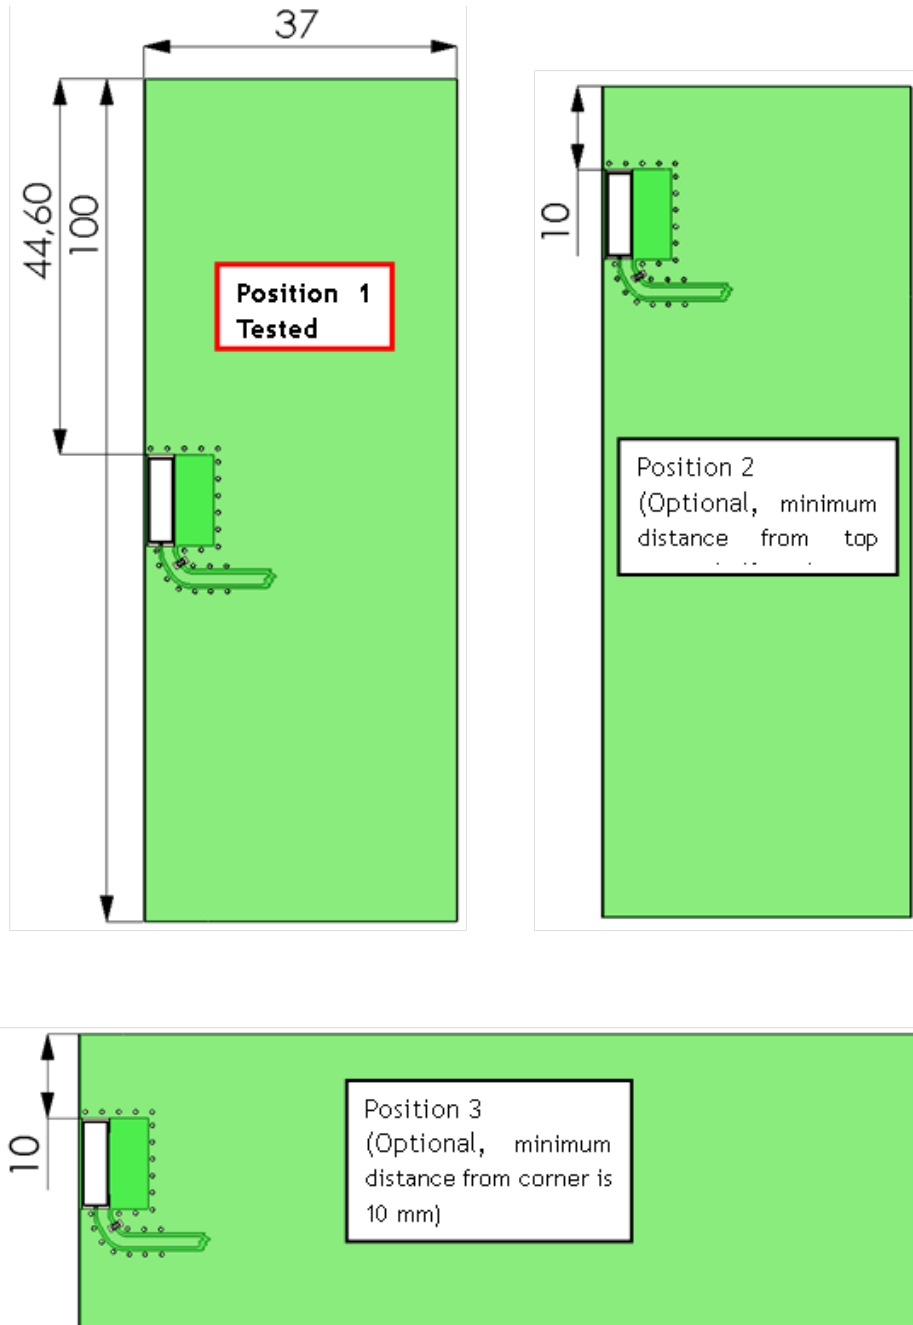 37
44,60
100
Position 1
Tested
10
Position 2
(Optional, minimum
distance from top
10
Position 3
(Optional, minimum
distance from corner is
10 mm)